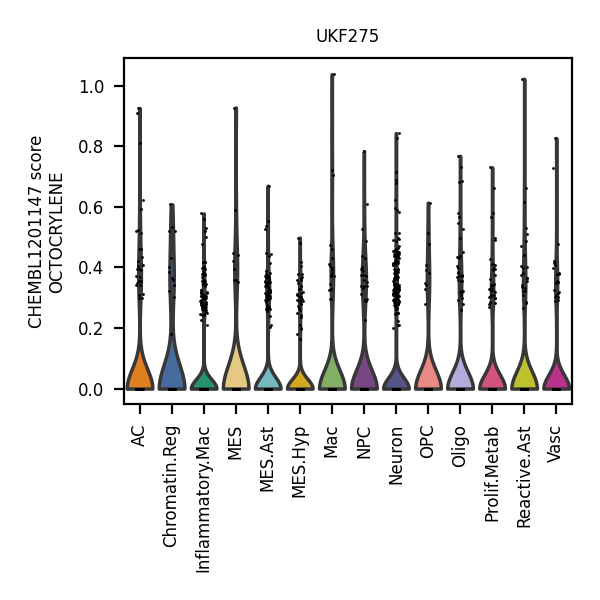 UKF275
CHEMBL1201147 score
OCTOCRYLENE
1.0
0.8
0.6
0.4
0.2
0.0
AC
Chromatin.Reg
Inflammatory.Mac
MES
MES.Ast
MES.Hyp
Mac
NPC
Neuron
OPC
Oligo
Prolif.Metab
Reactive.Ast
Vasc